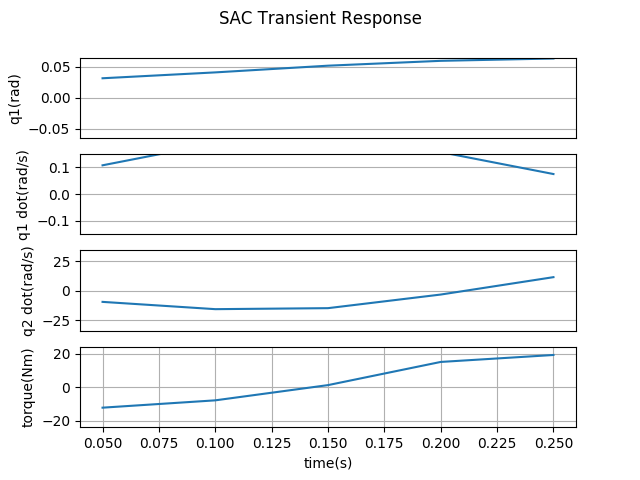 SAC Transient Response
q1(rad)
0.05
0.00
−0.05
q1 dot(rad/s)
0.1
0.0
−0.1
q2 dot(rad/s)
25
0
−25
torque(Nm)
20
0
−20
0.050 0.075 0.100 0.125 0.150 0.175 0.200 0.225 0.250
time(s)